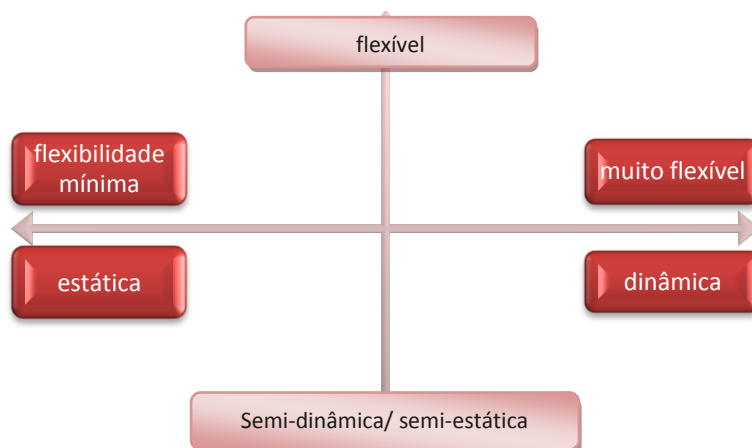 flexível
flexibilidade
mínima
muito flexível
estática
dinâmica
Semi-dinâmica/ semi-estática